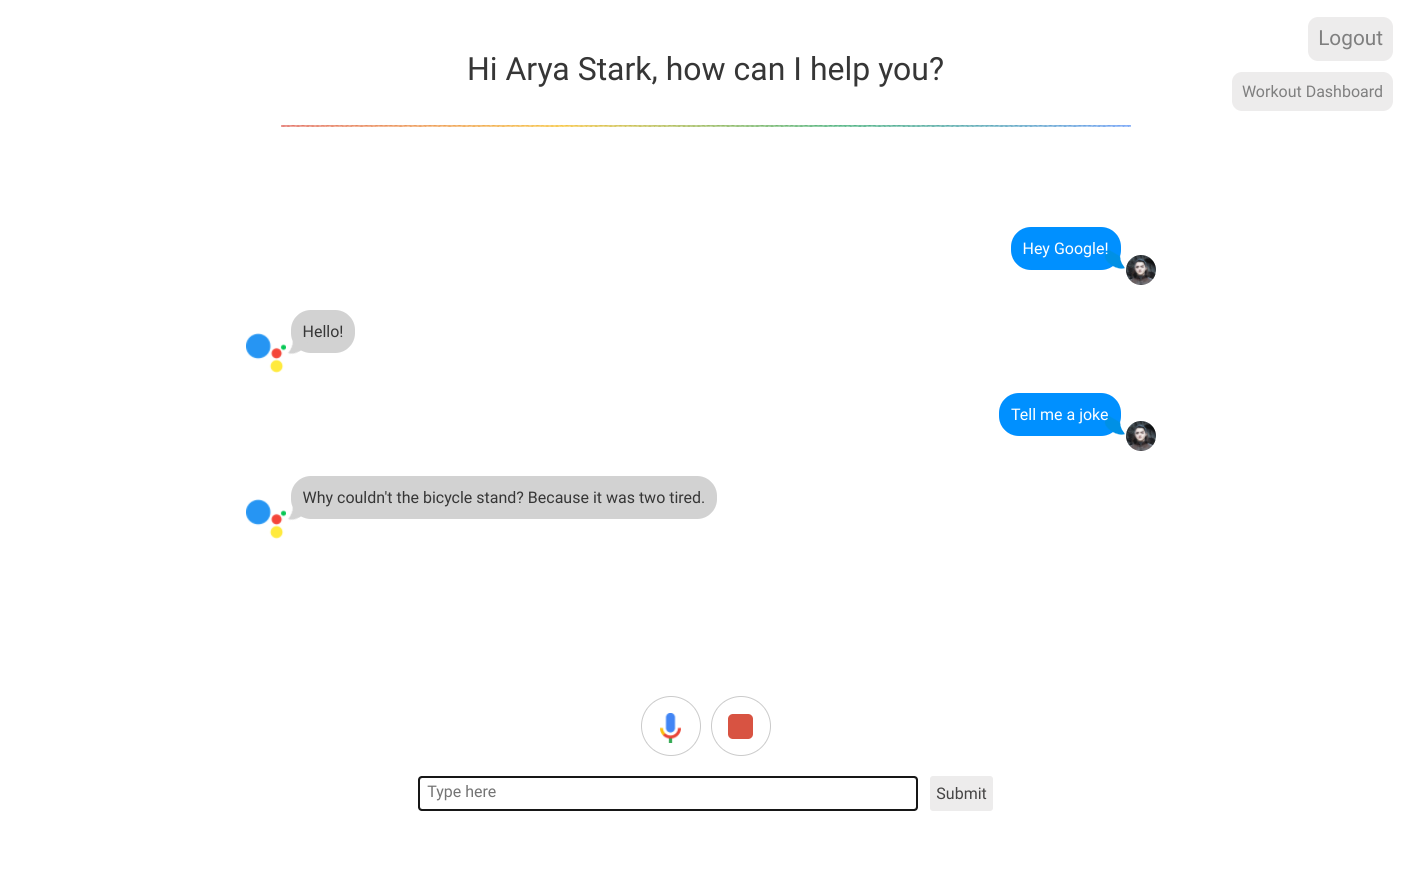 Logout
Hi Arya Stark, how can I help you?
Workout Dashboard
Hey Google!
Hello!
Tell me a joke
Why couldn't the bicycle stand? Because it was two tired.
Type here
Submit